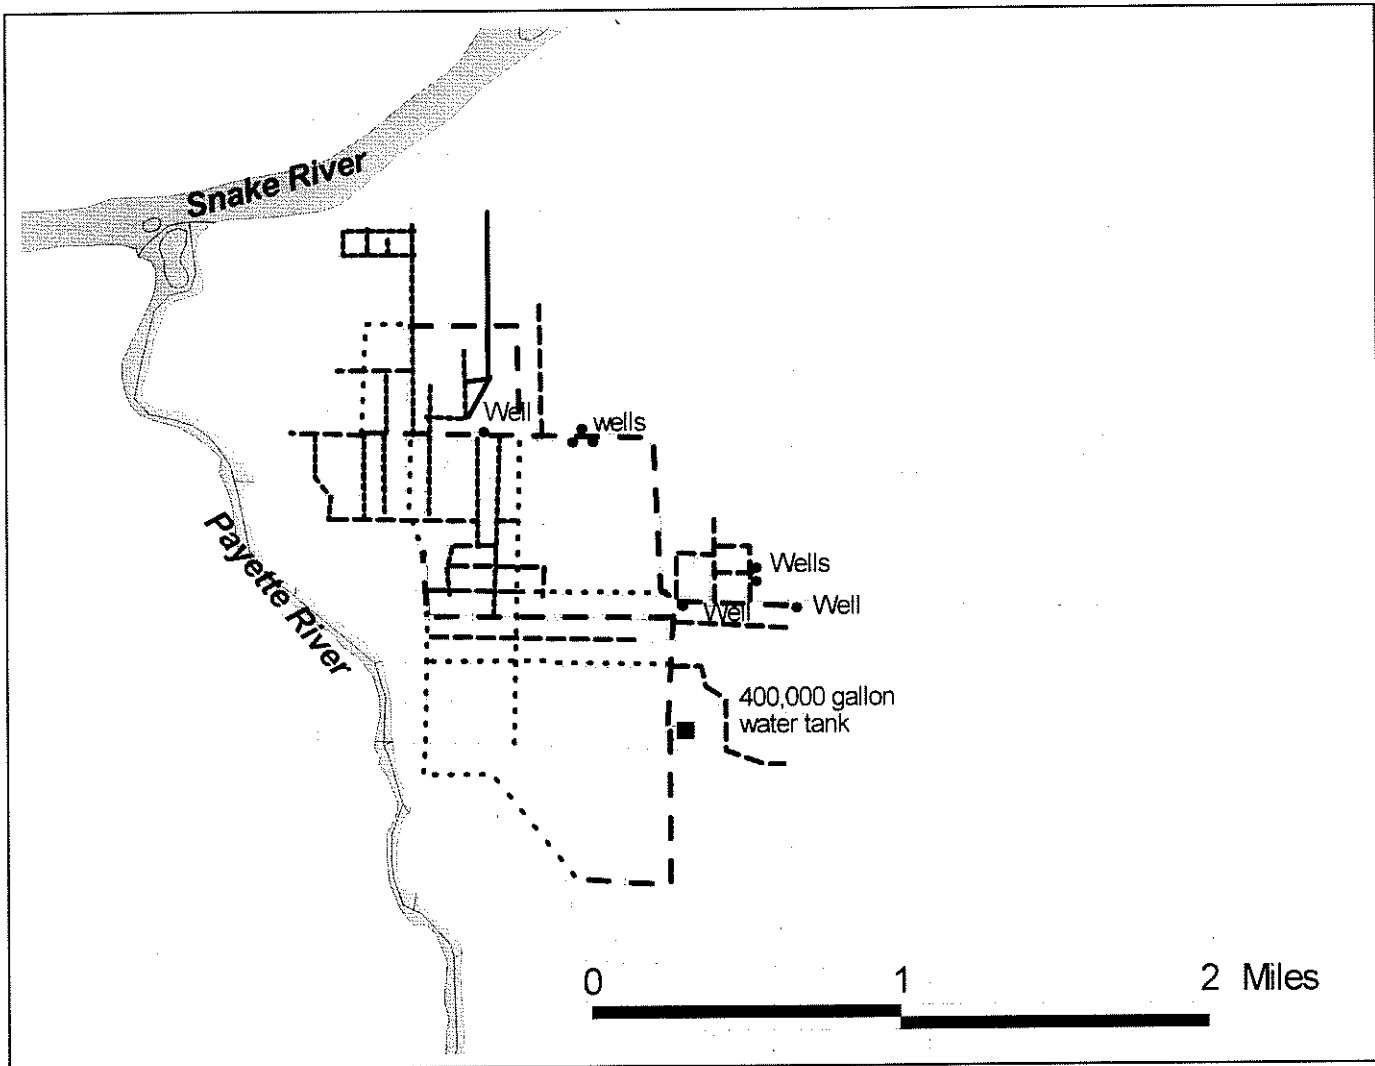 Snake River
Well
wells
Payette River
Wells
Well
Well
400,000 gallon
water tank
0 1 2 Miles